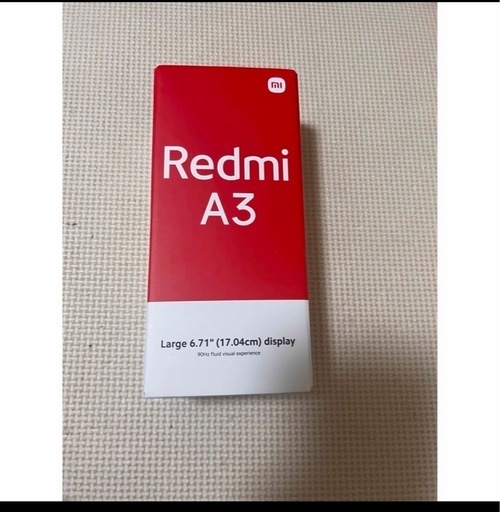 mi
Redmi
A3
Large 6.71" (17.04cm) display
90Hz fluid visual experience